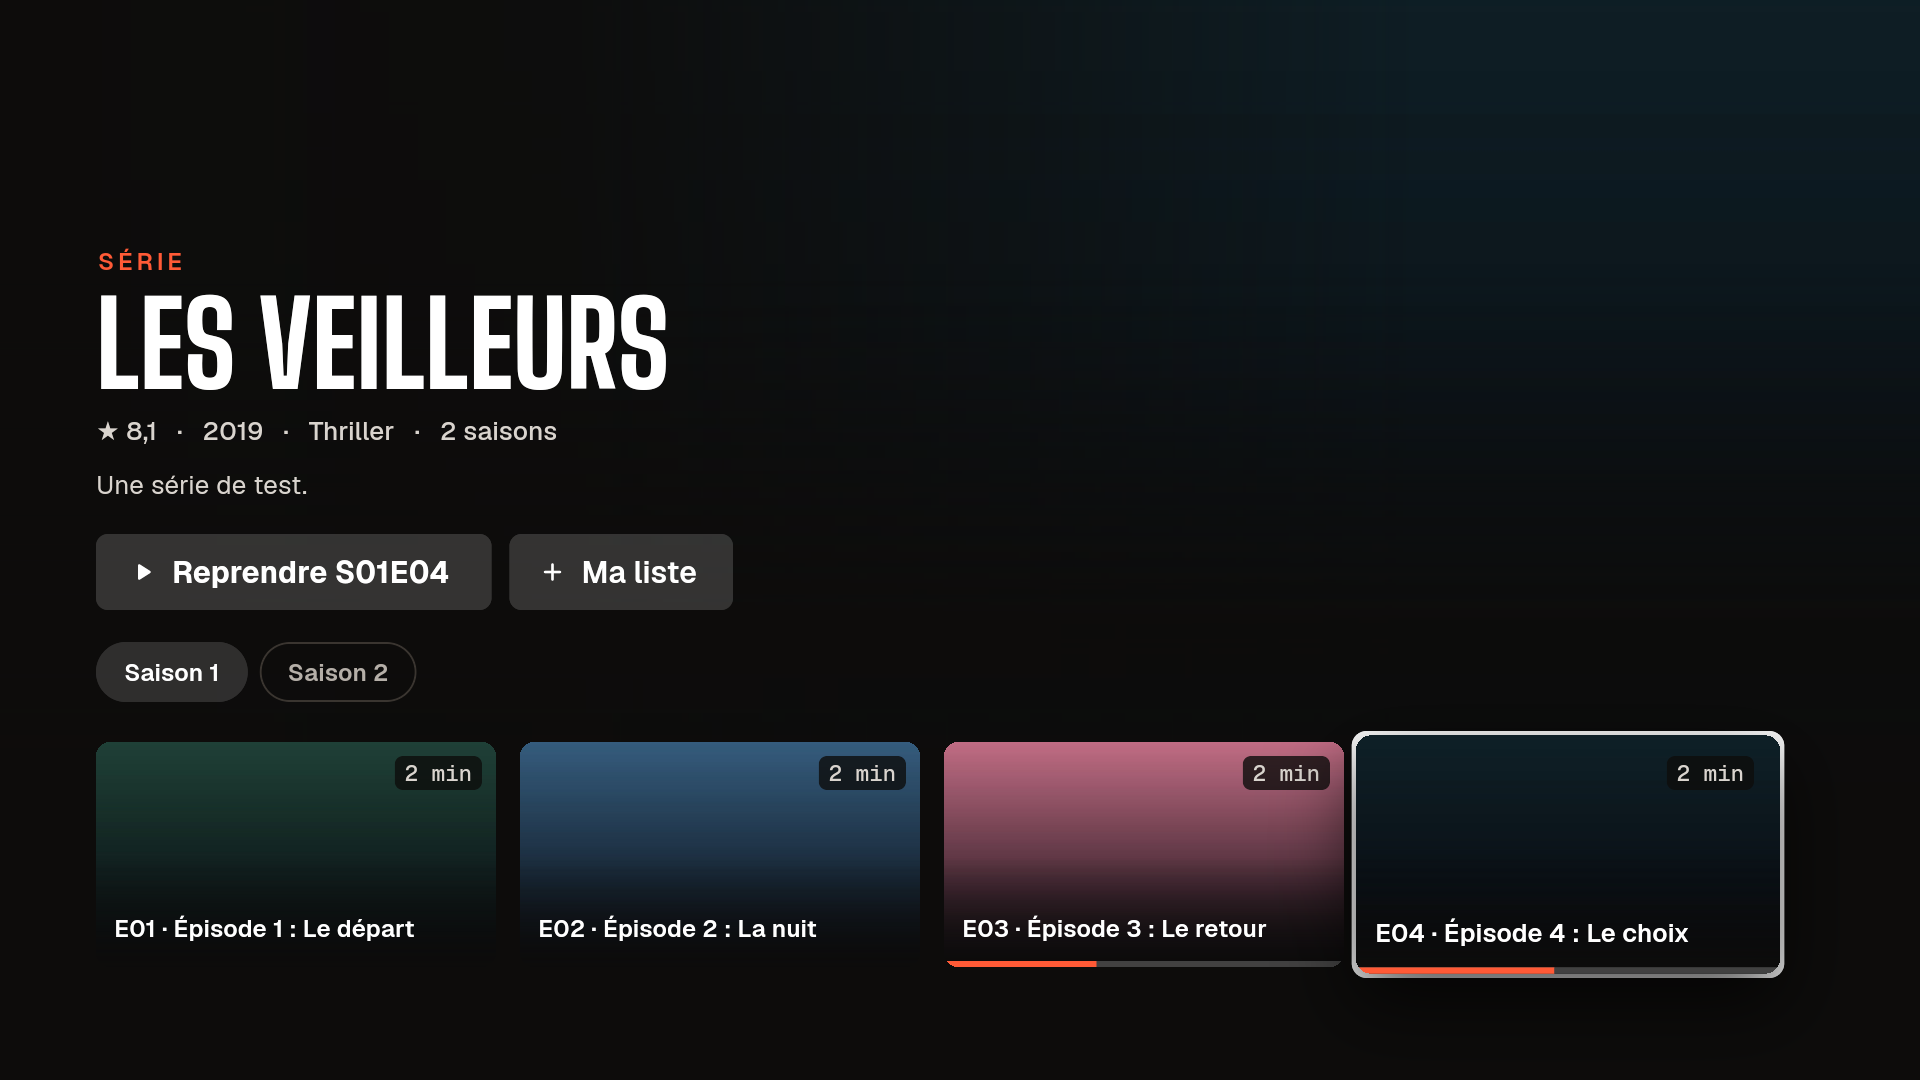 SÉRIE
LES VEILLEURS
★ 8,1 · 2019 · Thriller · 2 saisons
Une série de test.
Reprendre S01E04
+ Ma liste
Saison 1
Saison 2
2 min
E01 · Épisode 1 : Le départ
2 min
E02 · Épisode 2 : La nuit
2 min
E03 · Épisode 3 : Le retour
2 min
E04 · Épisode 4 : Le choix